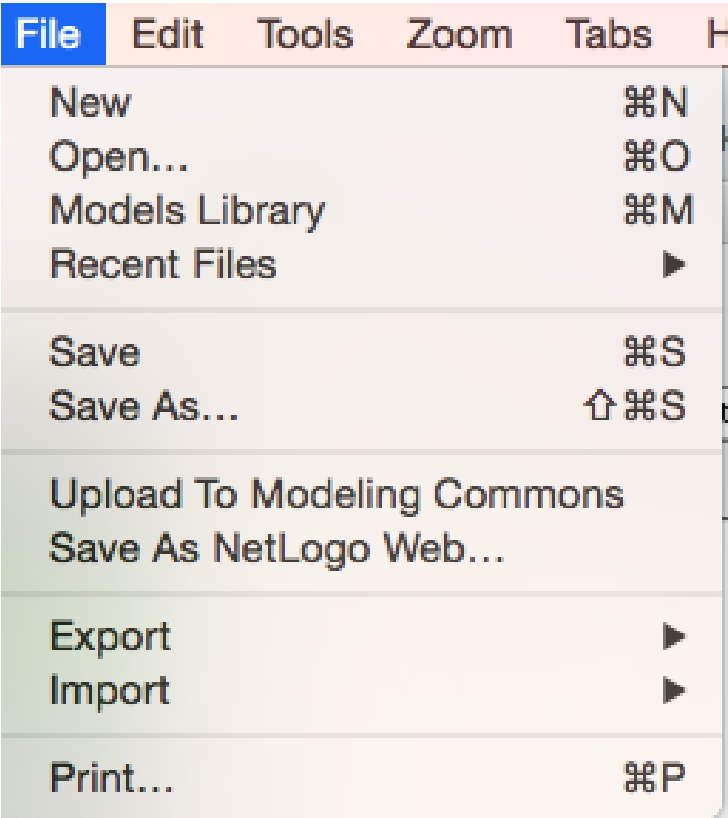 File Edit Tools Zoom Tabs
New ⌘N
Open... ⌘O
Models Library ⌘M
Recent Files ▶
Save ⌘S
Save As... ⇧⌘S
Upload To Modeling Commons
Save As NetLogo Web...
Export ▶
Import ▶
Print... ⌘P